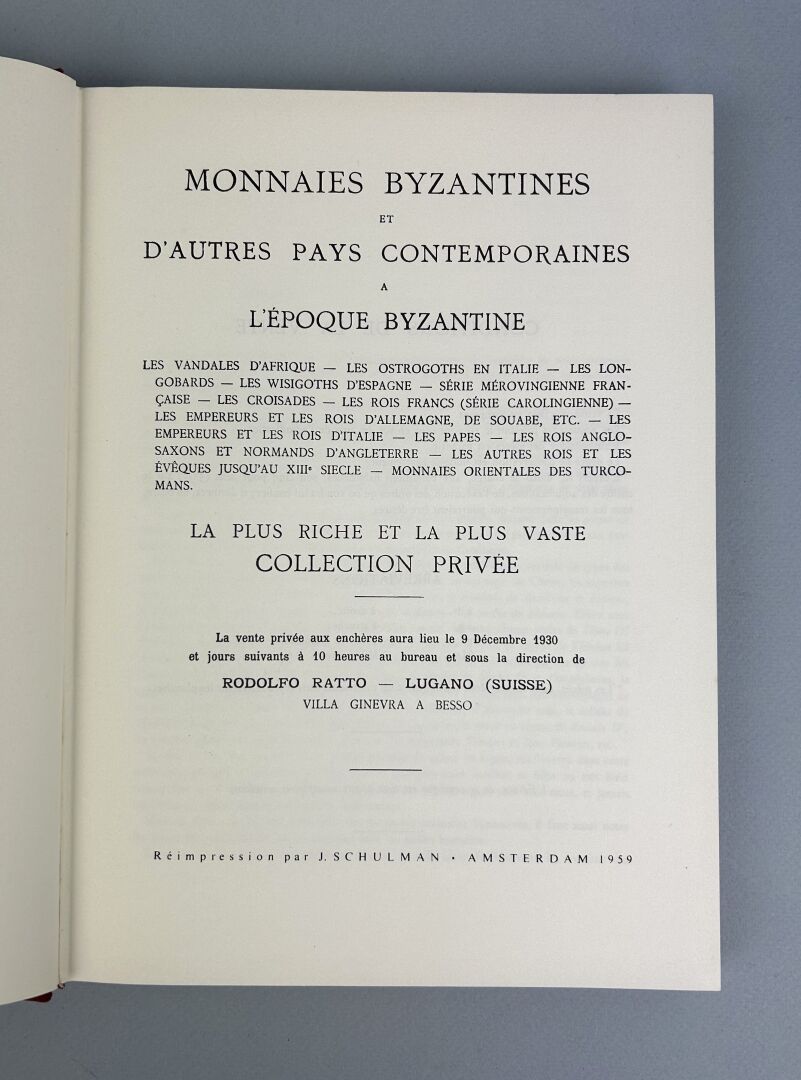 MONNAIES BYZANTINES
ET
D'AUTRES PAYS CONTEMPORAINES
A
L'ÉPOQUE BYZANTINE
LES VANDALES D'AFRIQUE — LES OSTROGOTHS EN ITALIE — LES LON-
GOBARDS — LES WISIGOTHS D'ESPAGNE — SÉRIE MÉROVINGIENNE FRAN-
ÇAISE — LES CROISADES — LES ROIS FRANCS (SÉRIE CAROLINGIENNE) —
LES EMPEREURS ET LES ROIS D'ALLEMAGNE, DE SOUABE, ETC. — LES
EMPEREURS ET LES ROIS D'ITALIE — LES PAPES — LES ROIS ANGLO-
SAXONS ET NORMANDS D'ANGLETERRE — LES AUTRES ROIS ET LES
ÉVÊQUES JUSQU'AU XIIIe SIECLE — MONNAIES ORIENTALES DES TURCO-
MANS.
LA PLUS RICHE ET LA PLUS VASTE
COLLECTION PRIVÉE
La vente privée aux enchères aura lieu le 9 Décembre 1930
et jours suivants à 10 heures au bureau et sous la direction de
RODOLFO RATTO — LUGANO (SUISSE)
VILLA GINEVRA A BESSO
Réimpression par J. SCHULMAN · AMSTERDAM 1959